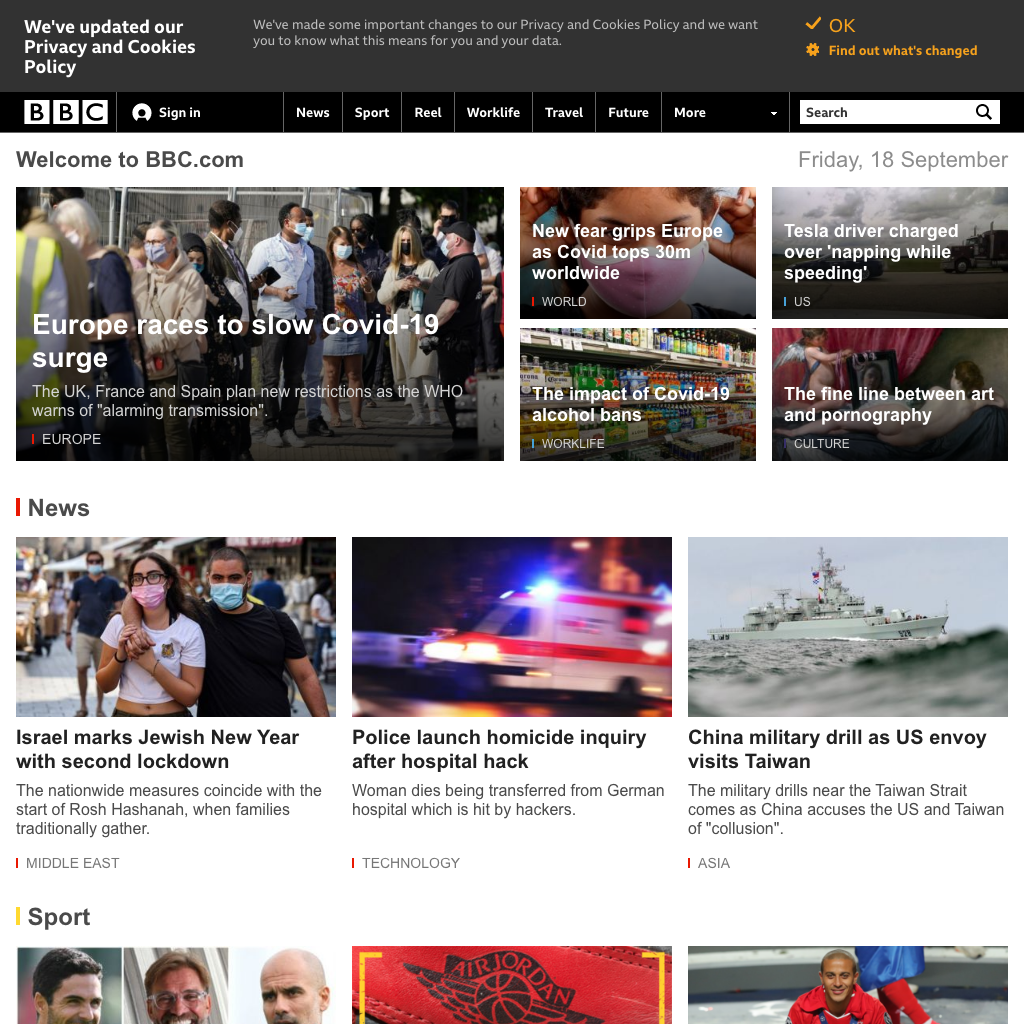 We've updated our
Privacy and Cookies
Policy
We've made some important changes to our Privacy and Cookies Policy and we want
you to know what this means for you and your data.
OK
Find out what's changed
BBC
Sign in
News
Sport
Reel
Worklife
Travel
Future
More
Search
Welcome to BBC.com
Friday, 18 September
Europe races to slow Covid-19
surge
The UK, France and Spain plan new restrictions as the WHO
warns of "alarming transmission".
EUROPE
New fear grips Europe
as Covid tops 30m
worldwide
WORLD
Tesla driver charged
over 'napping while
speeding'
US
The impact of Covid-19
alcohol bans
WORKLIFE
The fine line between art
and pornography
CULTURE
News
Israel marks Jewish New Year
with second lockdown
The nationwide measures coincide with the
start of Rosh Hashanah, when families
traditionally gather.
MIDDLE EAST
Police launch homicide inquiry
after hospital hack
Woman dies being transferred from German
hospital which is hit by hackers.
TECHNOLOGY
China military drill as US envoy
visits Taiwan
The military drills near the Taiwan Strait
comes as China accuses the US and Taiwan
of "collusion".
ASIA
Sport
AIR JORDAN